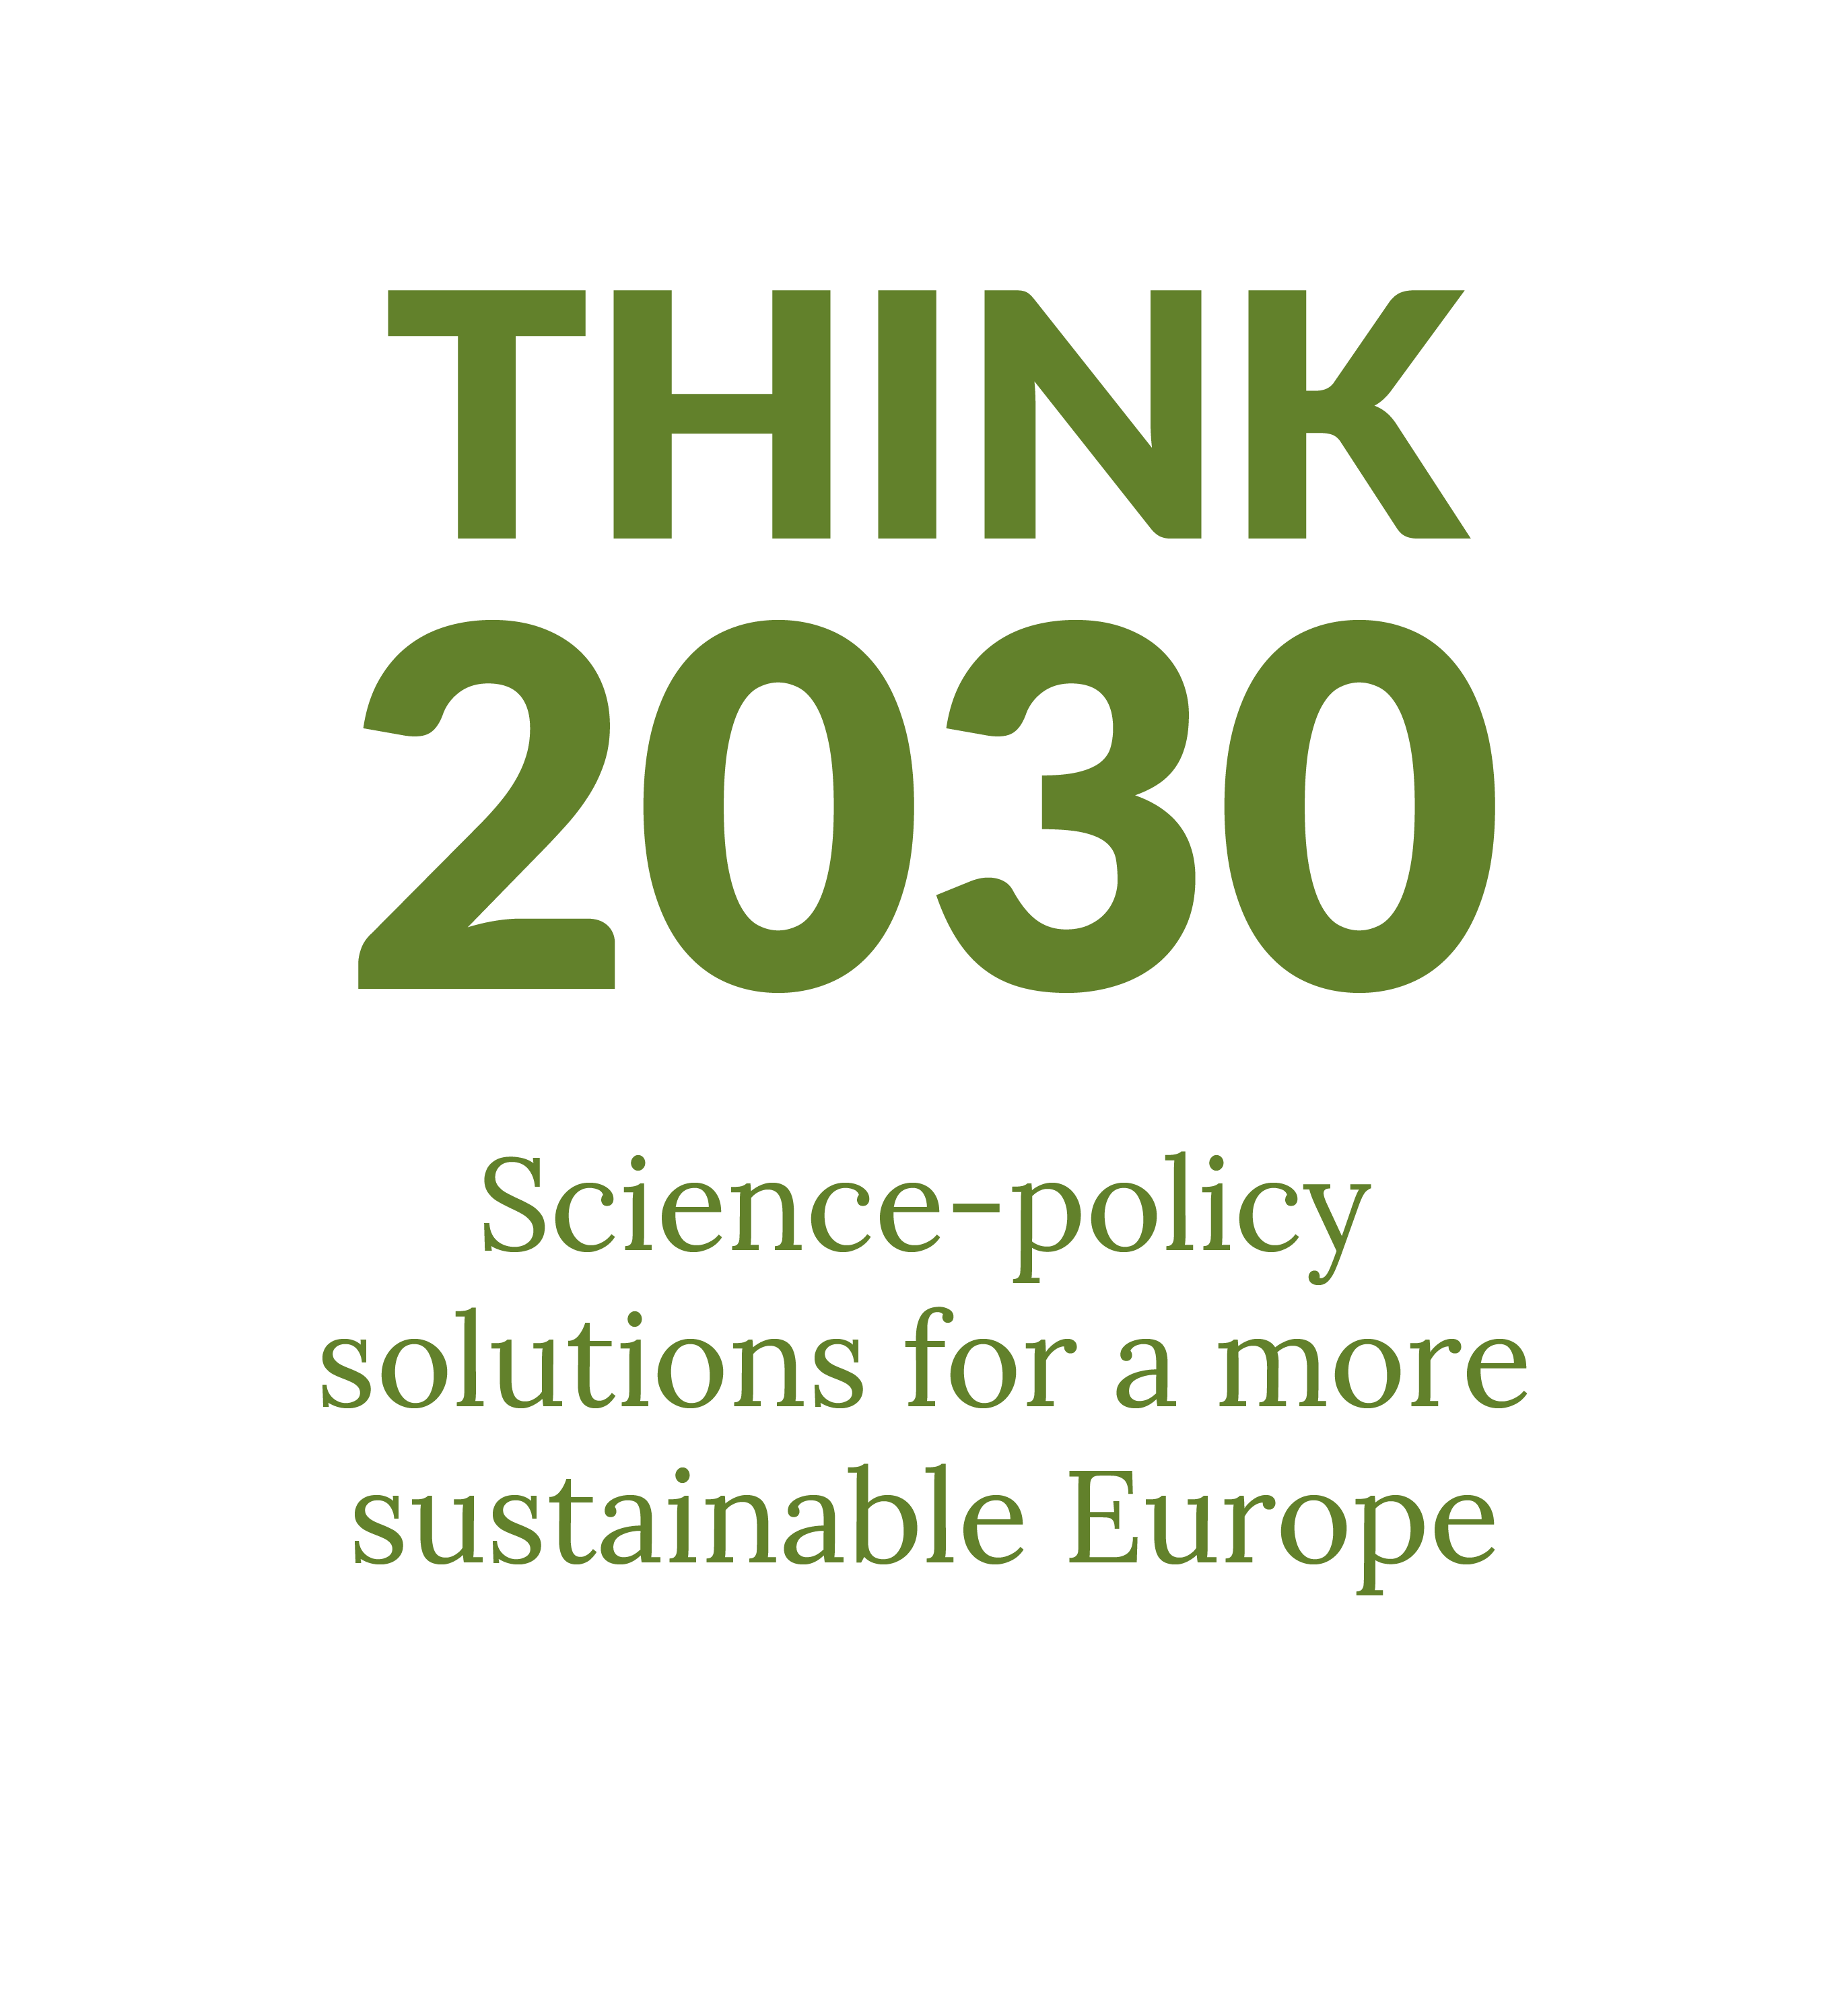 THINK
2030
Science–policy
solutions for a more
sustainable Europe